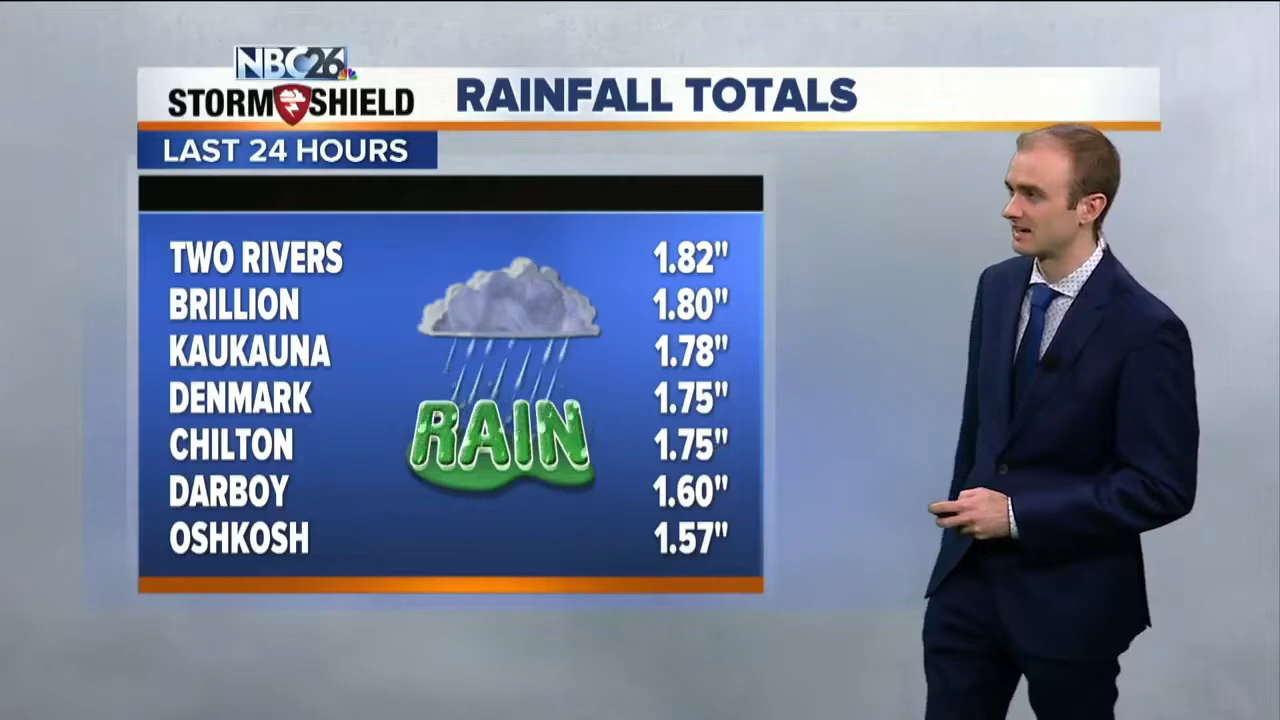 NBC26
STORM SHIELD
RAINFALL TOTALS
LAST 24 HOURS
TWO RIVERS 1.82"
BRILLION 1.80"
KAUKAUNA 1.78"
DENMARK 1.75"
CHILTON 1.75"
DARBOY 1.60"
OSHKOSH 1.57"
RAIN